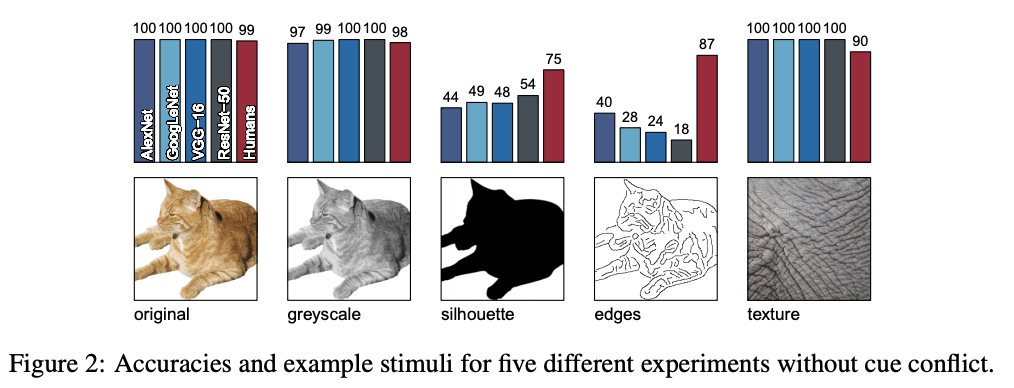 100 100 100 100 99
97 99 100 100 98
44 49 48 54 75
40 28 24 18 87
100 100 100 100 90
AlexNet
GoogLeNet
VGG-16
ResNet-50
Humans
original
greyscale
silhouette
edges
texture
Figure 2: Accuracies and example stimuli for five different experiments without cue conflict.